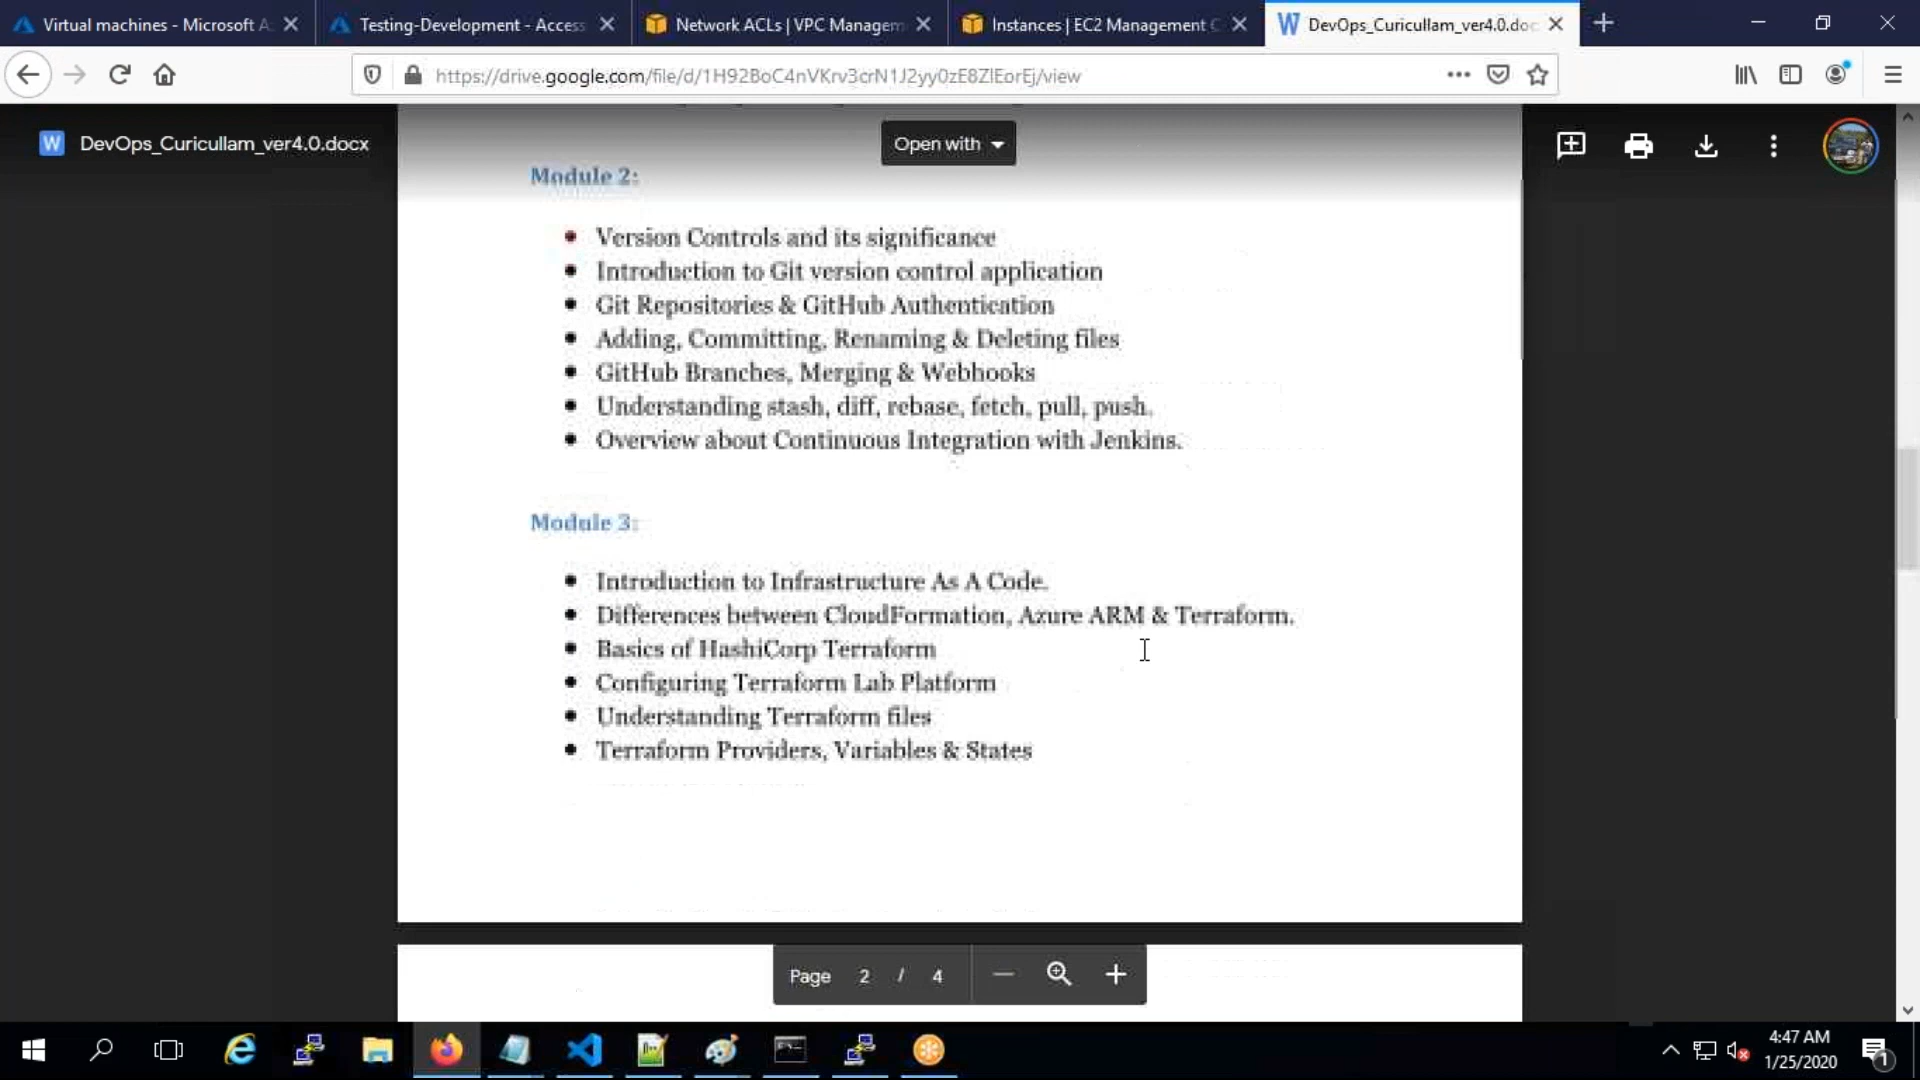 Virtual machines - Microsoft A
Testing-Development - Access
Network ACLs | VPC Managem
Instances | EC2 Management C
DevOps_Curicullam_ver4.0.doc
https://drive.google.com/file/d/1H92BoC4nVKrv3crN1J2yy0zE8ZlEorEj/view
DevOps_Curicullam_ver4.0.docx
Open with
Module 2:
Version Controls and its significance
Introduction to Git version control application
Git Repositories & GitHub Authentication
Adding, Committing, Renaming & Deleting files
GitHub Branches, Merging & Webhooks
Understanding stash, diff, rebase, fetch, pull, push.
Overview about Continuous Integration with Jenkins.
Module 3:
Introduction to Infrastructure As A Code.
Differences between CloudFormation, Azure ARM & Terraform.
Basics of HashiCorp Terraform
Configuring Terraform Lab Platform
Understanding Terraform files
Terraform Providers, Variables & States
Page 2 / 4
4:47 AM
1/25/2020
1